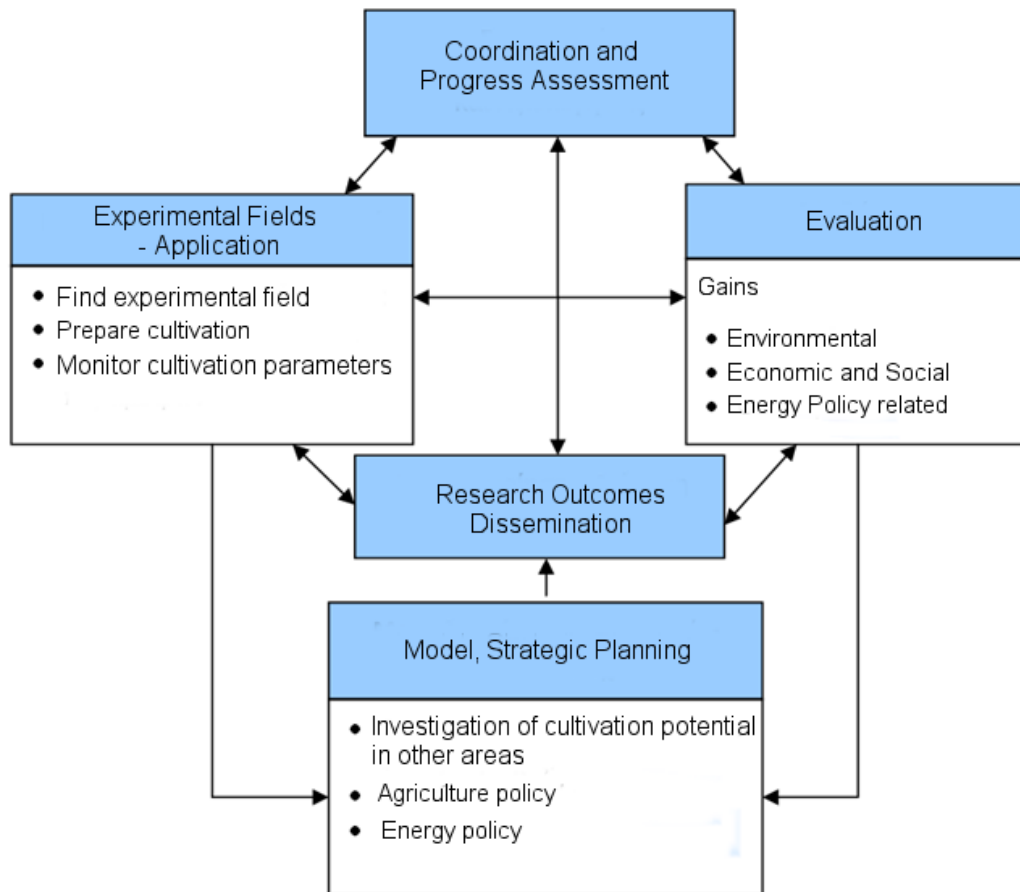 Coordination and
Progress Assessment
Experimental Fields
- Application
• Find experimental field
• Prepare cultivation
• Monitor cultivation parameters
Evaluation
Gains
• Environmental
• Economic and Social
• Energy Policy related
Research Outcomes
Dissemination
Model, Strategic Planning
• Investigation of cultivation potential
in other areas
• Agriculture policy
• Energy policy